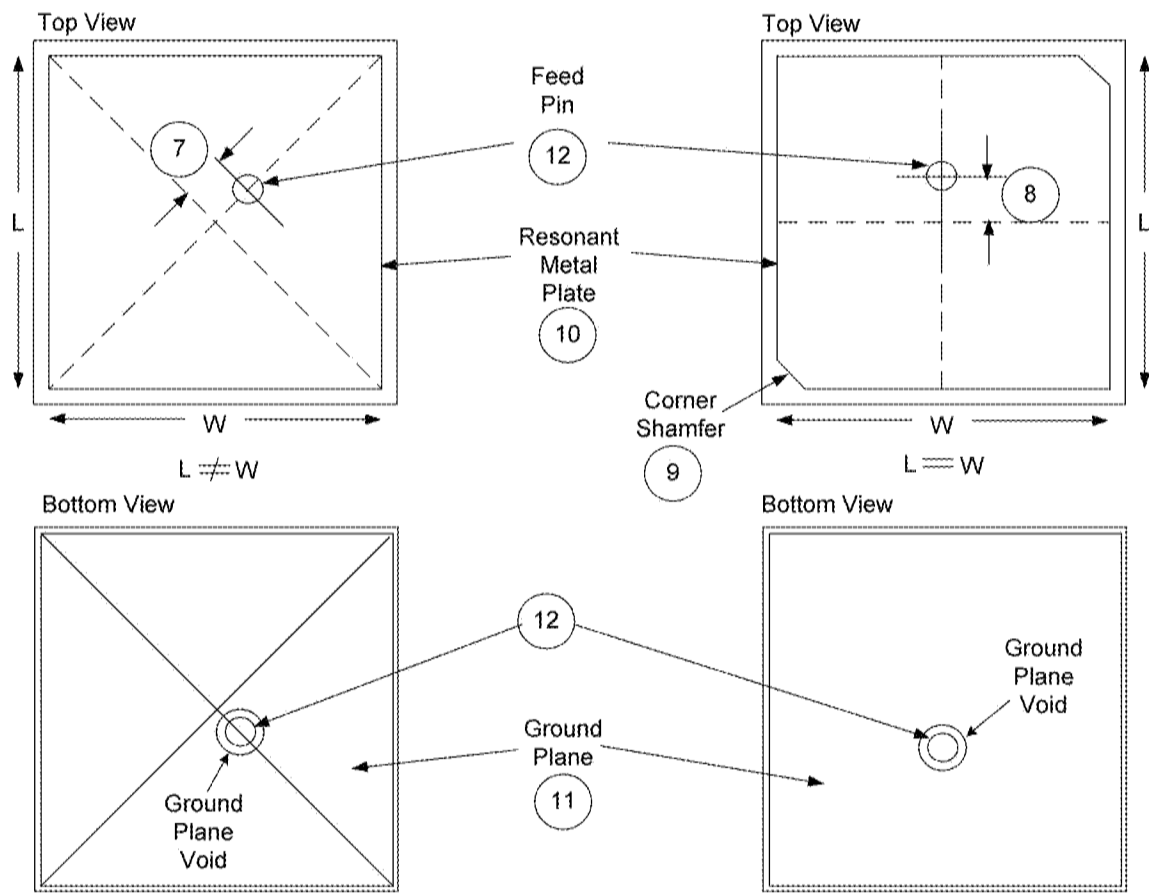 Top View
Top View
Feed
Pin
7
12
8
L
L
Resonant
Metal
Plate
10
W
W
Corner
Shamfer
9
L ≠ W
L = W
Bottom View
Bottom View
12
Ground
Plane
Void
Ground
Plane
11
Ground
Plane
Void